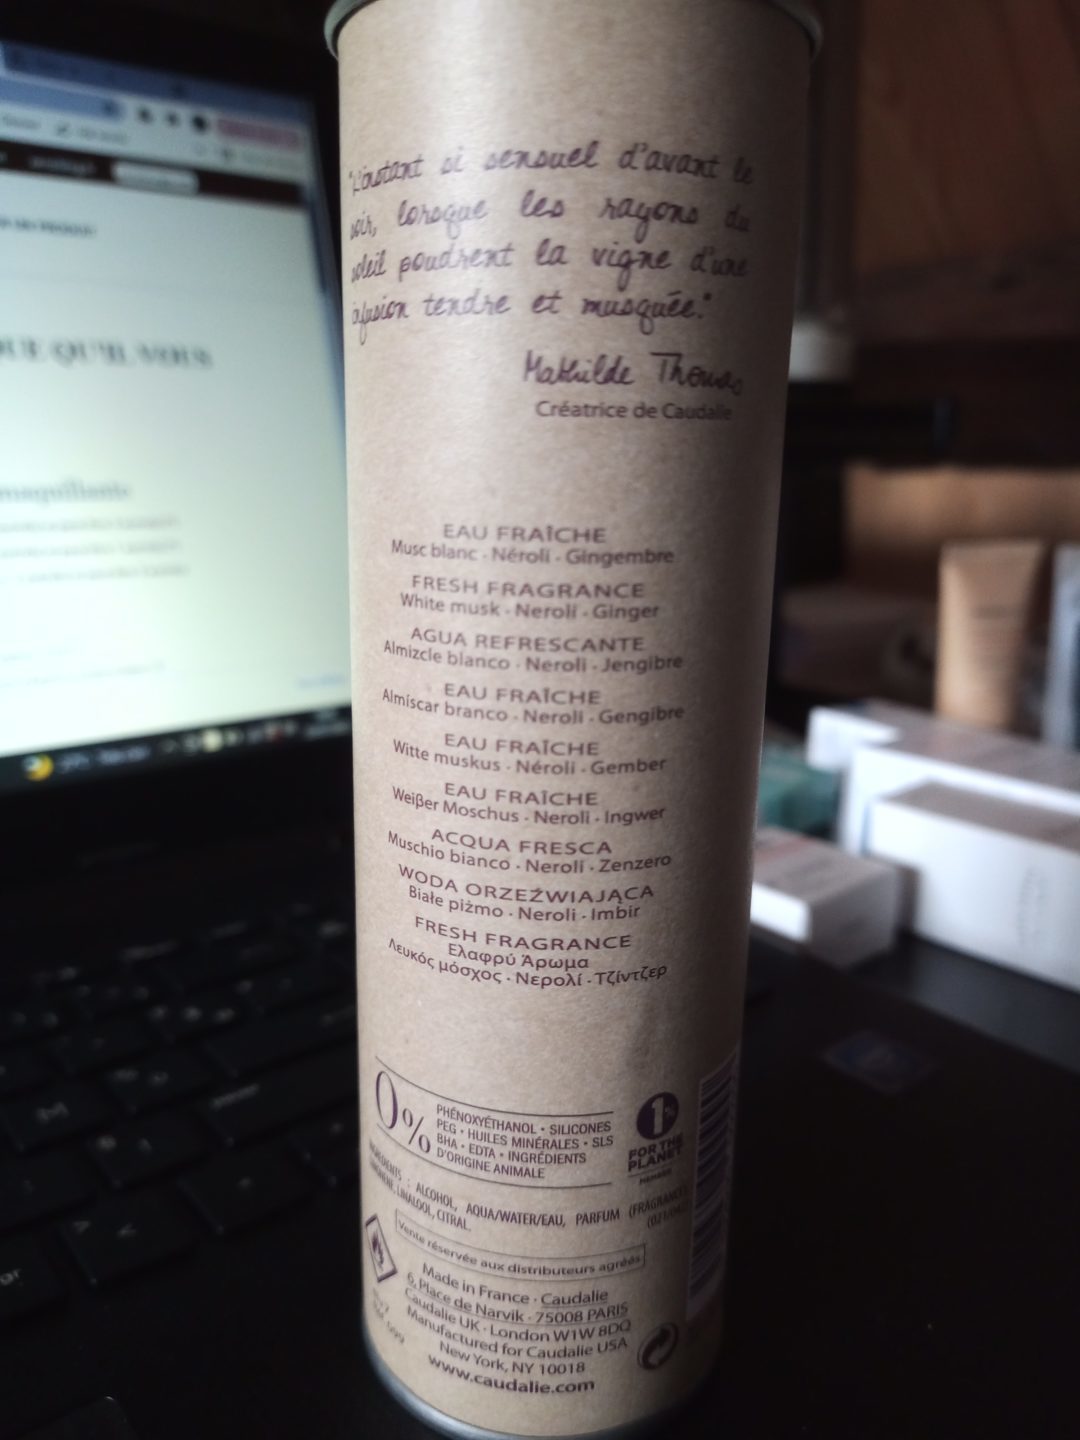 "L'instant si sensuel d'avant le
soir, lorsque les rayons du
soleil poudrent la vigne d'une
infusion tendre et musquée."
Mathilde Thomas
Créatrice de Caudalie
EAU FRAÎCHE
Musc blanc · Néroli · Gingembre
FRESH FRAGRANCE
White musk · Neroli · Ginger
AGUA REFRESCANTE
Almizcle blanco · Neroli · Jengibre
EAU FRAÎCHE
Almíscar branco · Neroli · Gengibre
EAU FRAÎCHE
Witte muskus · Néroli · Gember
EAU FRAÎCHE
Weißer Moschus · Neroli · Ingwer
ACQUA FRESCA
Muschio bianco · Neroli · Zenzero
WODA ORZEŹWIAJĄCA
Białe piżmo · Neroli · Imbir
FRESH FRAGRANCE
Ελαφρύ Άρωμα
Λευκός μόσχος · Νερολί · Τζίντζερ
0%
PHÉNOXYÉTHANOL • SILICONES
PEG • HUILES MINÉRALES • SLS
BHA • EDTA • INGRÉDIENTS
D'ORIGINE ANIMALE
1%
FOR THE
PLANET
MEMBER
INGRÉDIENTS : ALCOHOL, AQUA/WATER/EAU, PARFUM (FRAGRANCE),
LINALOOL, CITRAL.
Vente réservée aux distributeurs agréés
Made in France · Caudalie
6, Place de Narvik · 75008 PARIS
Caudalie UK · London W1W 8DQ
Manufactured for Caudalie USA
New York, NY 10018
www.caudalie.com
QUE QU'IL VOUS